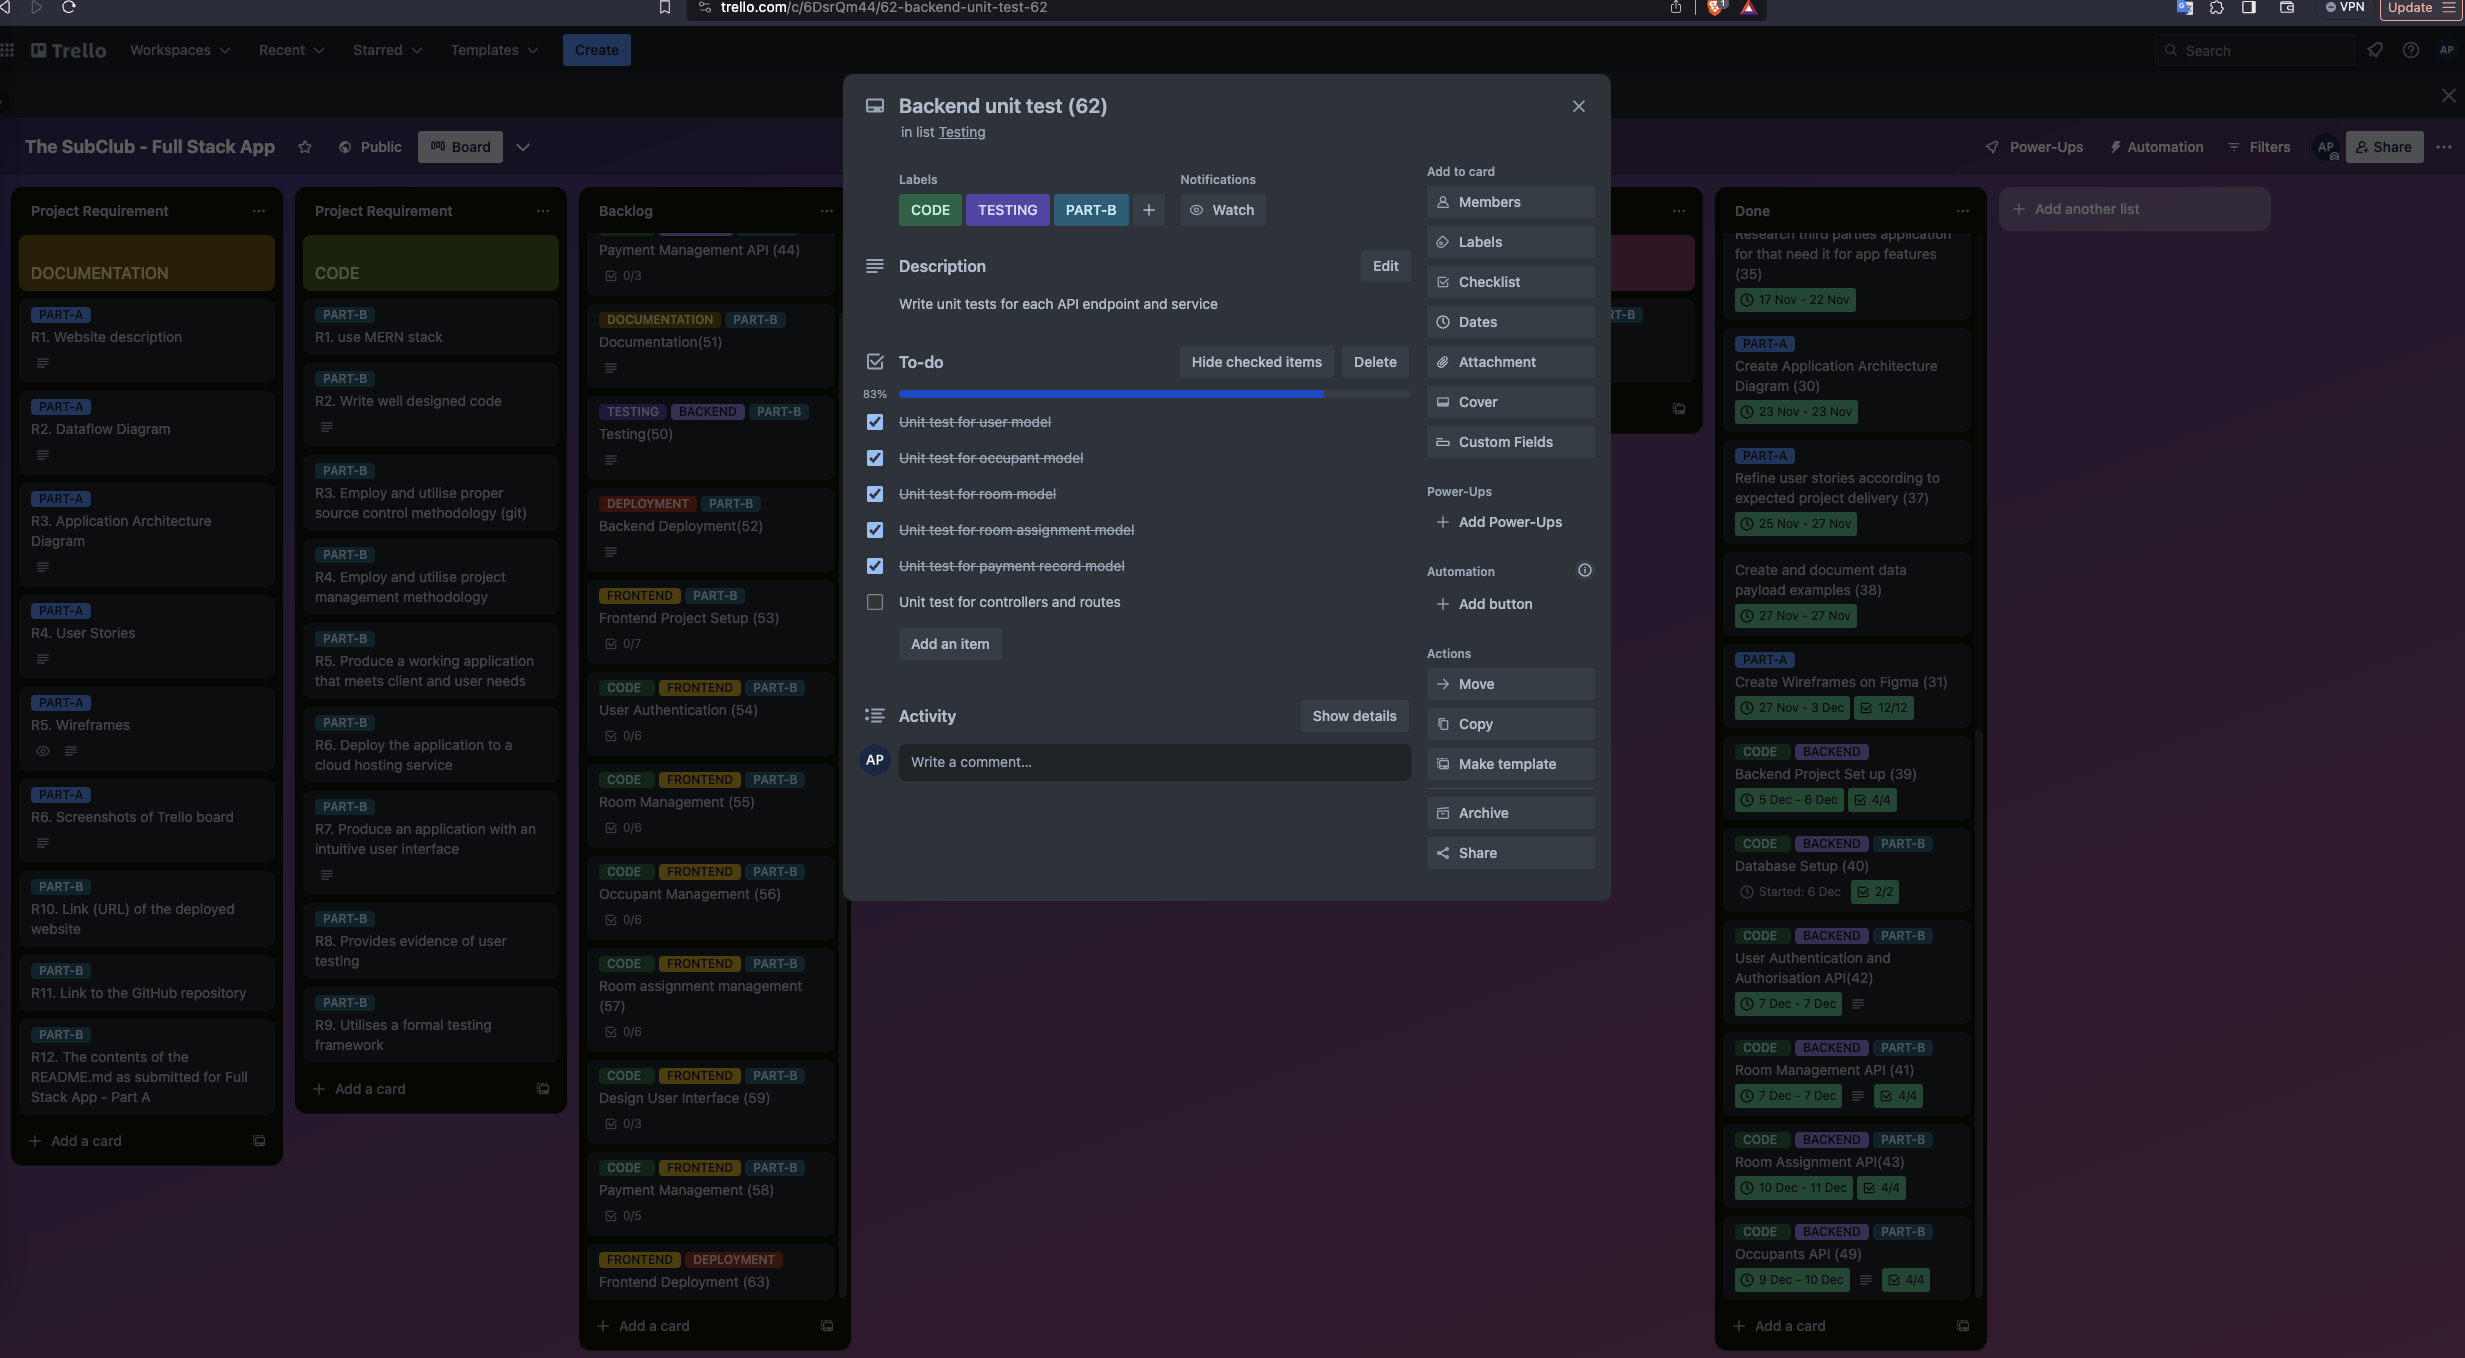 trello.com/c/6DsrQm44/62-backend-unit-test-62
1
VPN
Update
Trello
Workspaces
Recent
Starred
Templates
Create
Search
AP
The SubClub - Full Stack App
Public
Board
Power-Ups
Automation
Filters
AP
Share
Project Requirement
DOCUMENTATION
PART-A
R1. Website description
PART-A
R2. Dataflow Diagram
PART-A
R3. Application Architecture
Diagram
PART-A
R4. User Stories
PART-A
R5. Wireframes
PART-A
R6. Screenshots of Trello board
PART-B
R10. Link (URL) of the deployed
website
PART-B
R11. Link to the GitHub repository
PART-B
R12. The contents of the
README.md as submitted for Full
Stack App - Part A
+ Add a card
Project Requirement
CODE
PART-B
R1. use MERN stack
PART-B
R2. Write well designed code
PART-B
R3. Employ and utilise proper
source control methodology (git)
PART-B
R4. Employ and utilise project
management methodology
PART-B
R5. Produce a working application
that meets client and user needs
PART-B
R6. Deploy the application to a
cloud hosting service
PART-B
R7. Produce an application with an
intuitive user interface
PART-B
R8. Provides evidence of user
testing
PART-B
R9. Utilises a formal testing
framework
+ Add a card
Backlog
Payment Management API (44)
0/3
DOCUMENTATION PART-B
Documentation(51)
TESTING BACKEND PART-B
Testing(50)
DEPLOYMENT PART-B
Backend Deployment(52)
FRONTEND PART-B
Frontend Project Setup (53)
0/7
CODE FRONTEND PART-B
User Authentication (54)
0/6
CODE FRONTEND PART-B
Room Management (55)
0/6
CODE FRONTEND PART-B
Occupant Management (56)
0/6
CODE FRONTEND PART-B
Room assignment management
(57)
0/6
CODE FRONTEND PART-B
Design User Interface (59)
0/3
CODE FRONTEND PART-B
Payment Management (58)
0/5
FRONTEND DEPLOYMENT
Frontend Deployment (63)
+ Add a card
Backend unit test (62)
in list Testing
Labels
CODE TESTING PART-B +
Notifications
Watch
Description
Edit
Write unit tests for each API endpoint and service
To-do
Hide checked items
Delete
83%
Unit test for user model
Unit test for occupant model
Unit test for room model
Unit test for room assignment model
Unit test for payment record model
Unit test for controllers and routes
Add an item
Activity
Show details
AP
Write a comment...
Add to card
Members
Labels
Checklist
Dates
Attachment
Cover
Custom Fields
Power-Ups
+ Add Power-Ups
Automation
+ Add button
Actions
Move
Copy
Make template
Archive
Share
RT-B
Done
Research third parties application
for that need it for app features
(35)
17 Nov - 22 Nov
PART-A
Create Application Architecture
Diagram (30)
23 Nov - 23 Nov
PART-A
Refine user stories according to
expected project delivery (37)
25 Nov - 27 Nov
Create and document data
payload examples (38)
27 Nov - 27 Nov
PART-A
Create Wireframes on Figma (31)
27 Nov - 3 Dec 12/12
CODE BACKEND
Backend Project Set up (39)
5 Dec - 6 Dec 4/4
CODE BACKEND PART-B
Database Setup (40)
Started: 6 Dec 2/2
CODE BACKEND PART-B
User Authentication and
Authorisation API(42)
7 Dec - 7 Dec
CODE BACKEND PART-B
Room Management API (41)
7 Dec - 7 Dec 4/4
CODE BACKEND PART-B
Room Assignment API(43)
10 Dec - 11 Dec 4/4
CODE BACKEND PART-B
Occupants API (49)
9 Dec - 10 Dec 4/4
+ Add a card
+ Add another list